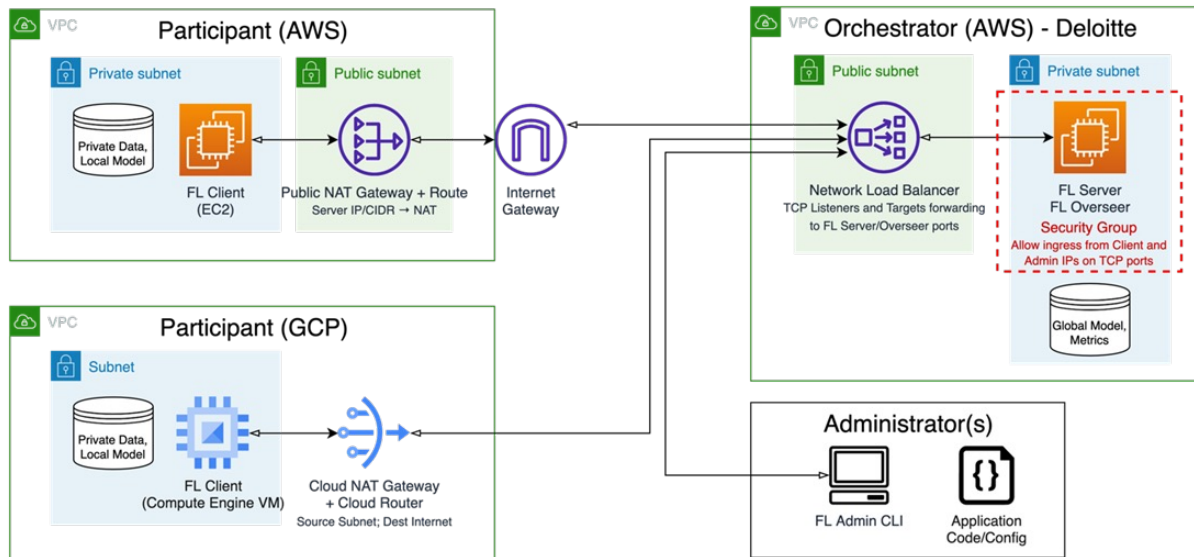 VPC
Participant (AWS)
Private subnet
Public subnet
Private Data,
Local Model
FL Client
(EC2)
Public NAT Gateway + Route
Server IP/CIDR → NAT
Internet
Gateway
VPC
Orchestrator (AWS) - Deloitte
Public subnet
Private subnet
Network Load Balancer
TCP Listeners and Targets forwarding
to FL Server/Overseer ports
FL Server
FL Overseer
Security Group
Allow ingress from Client and
Admin IPs on TCP ports
Global Model,
Metrics
VPC
Participant (GCP)
Subnet
Private Data,
Local Model
FL Client
(Compute Engine VM)
Cloud NAT Gateway
+ Cloud Router
Source Subnet; Dest Internet
Administrator(s)
FL Admin CLI
{}
Application
Code/Config